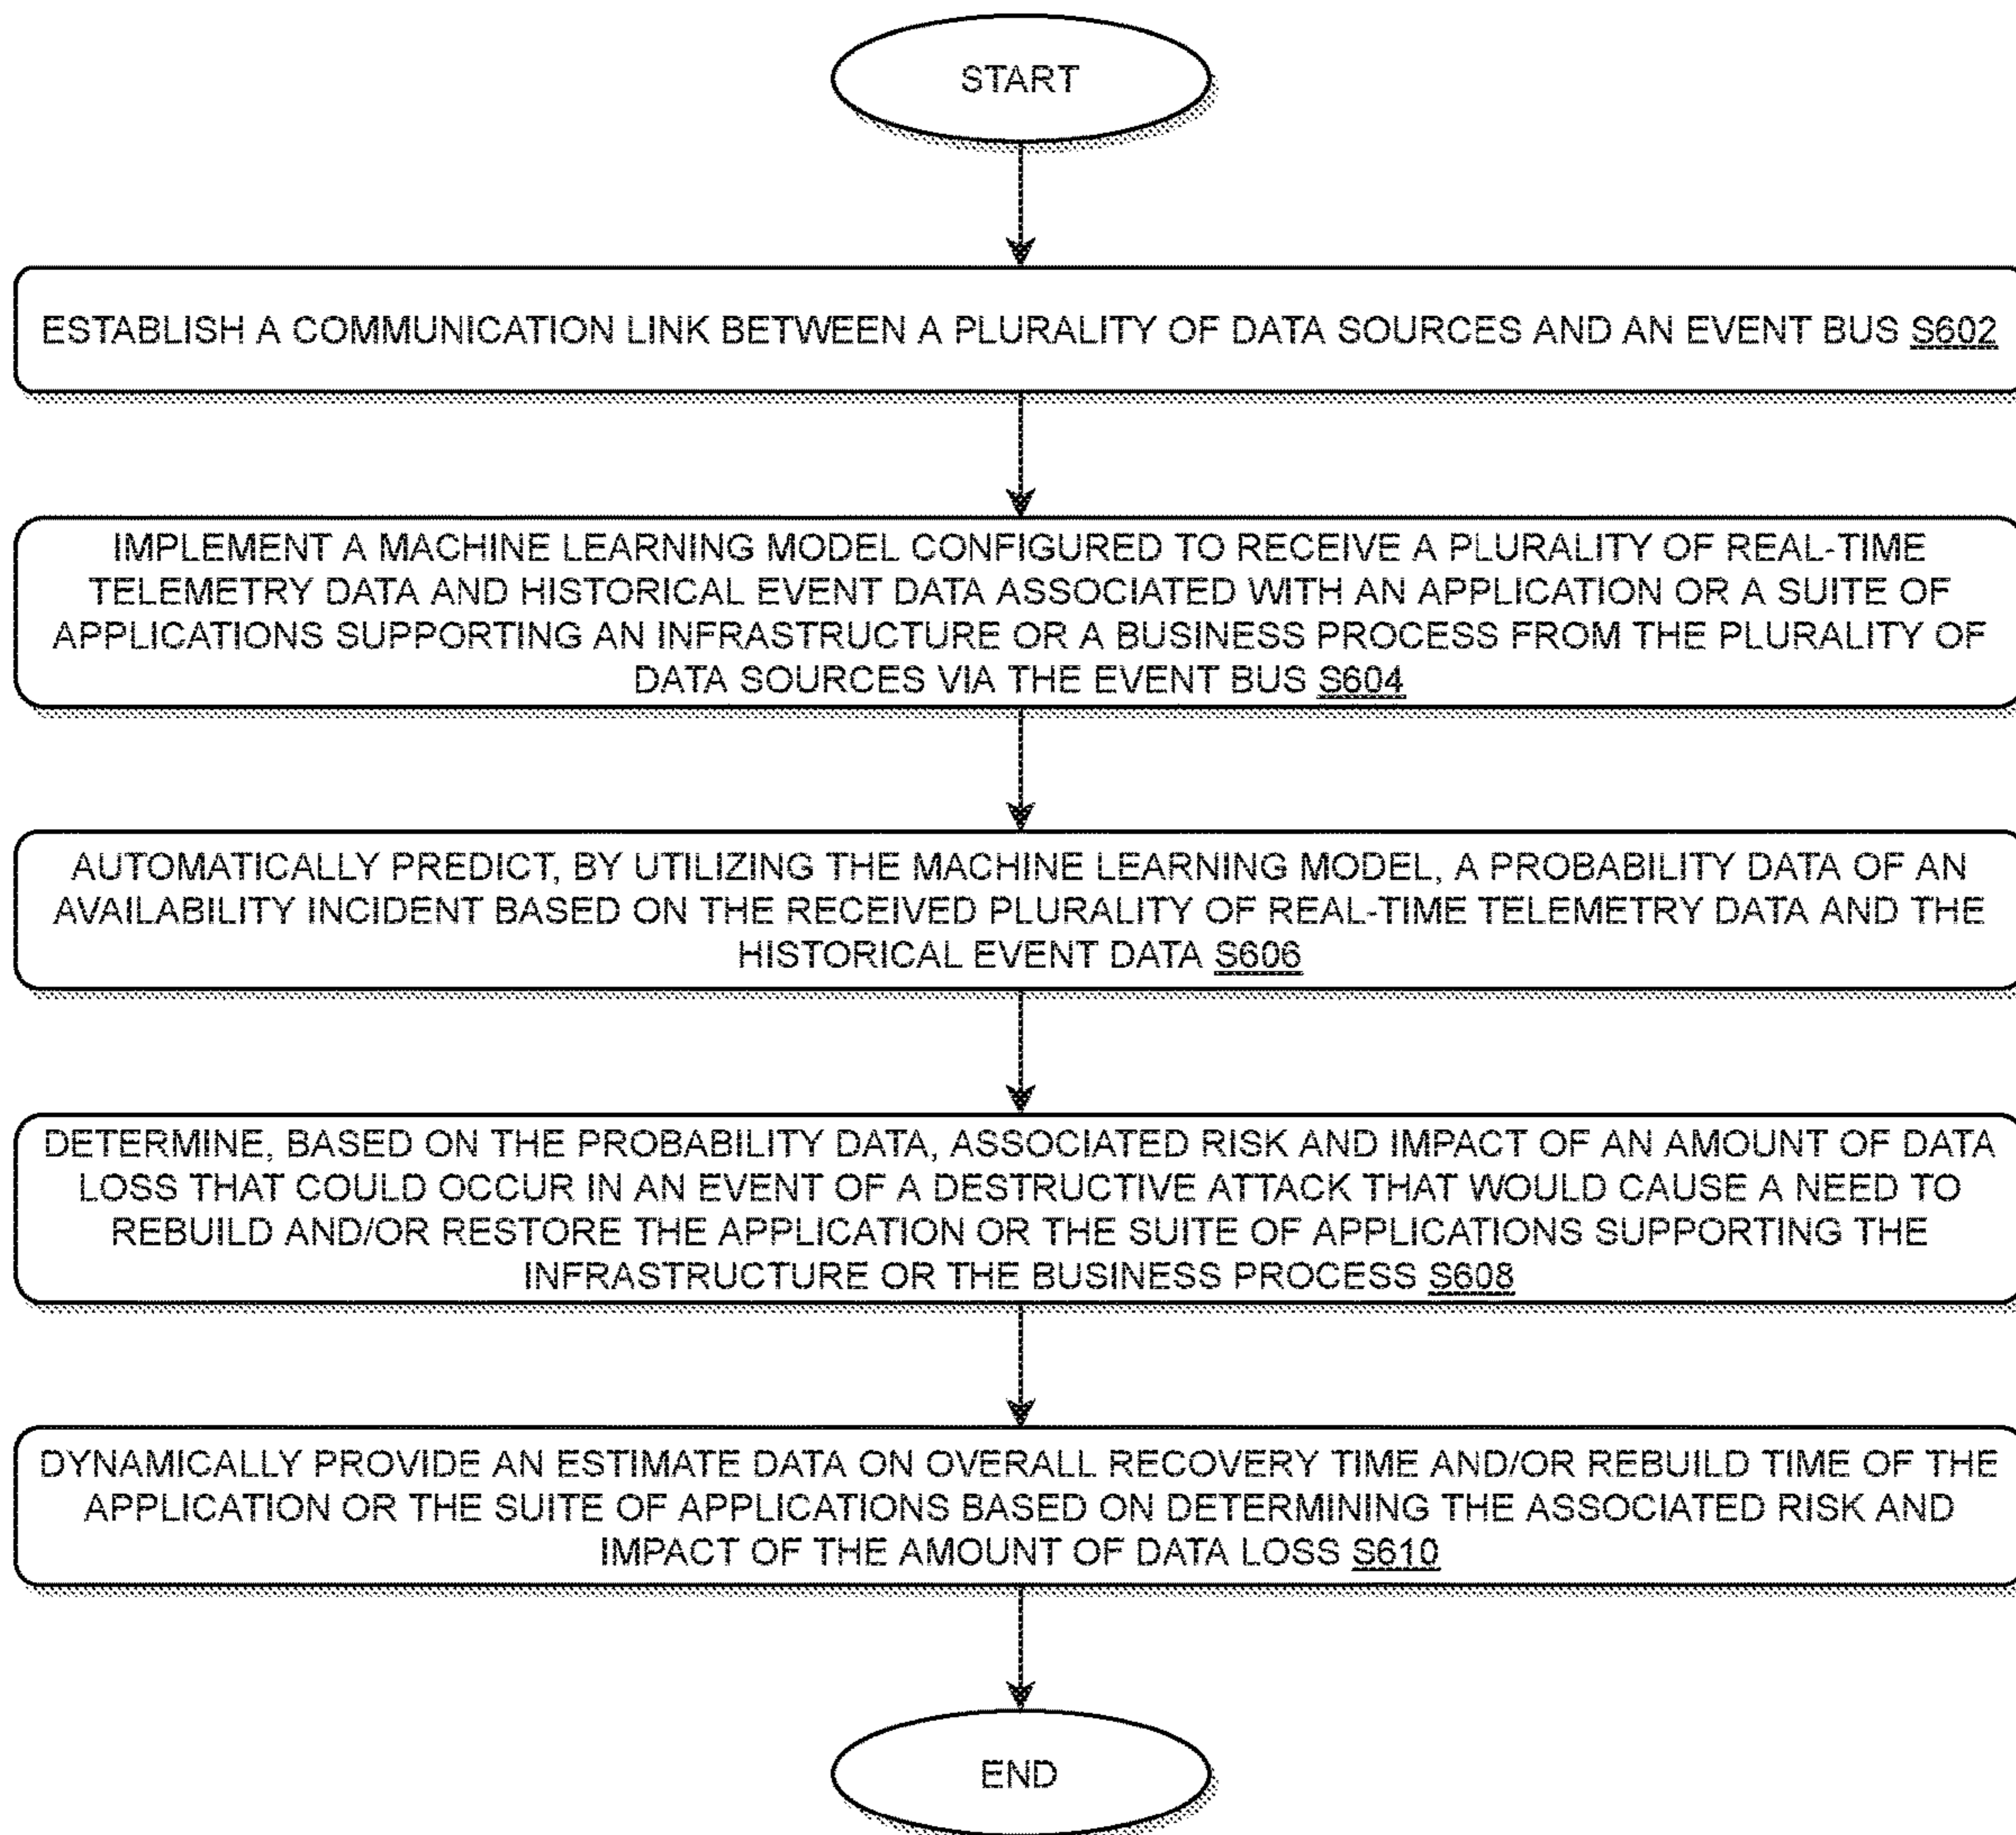 START
ESTABLISH A COMMUNICATION LINK BETWEEN A PLURALITY OF DATA SOURCES AND AN EVENT BUS S602
IMPLEMENT A MACHINE LEARNING MODEL CONFIGURED TO RECEIVE A PLURALITY OF REAL-TIME
TELEMETRY DATA AND HISTORICAL EVENT DATA ASSOCIATED WITH AN APPLICATION OR A SUITE OF
APPLICATIONS SUPPORTING AN INFRASTRUCTURE OR A BUSINESS PROCESS FROM THE PLURALITY OF
DATA SOURCES VIA THE EVENT BUS S604
AUTOMATICALLY PREDICT, BY UTILIZING THE MACHINE LEARNING MODEL, A PROBABILITY DATA OF AN
AVAILABILITY INCIDENT BASED ON THE RECEIVED PLURALITY OF REAL-TIME TELEMETRY DATA AND THE
HISTORICAL EVENT DATA S606
DETERMINE, BASED ON THE PROBABILITY DATA, ASSOCIATED RISK AND IMPACT OF AN AMOUNT OF DATA
LOSS THAT COULD OCCUR IN AN EVENT OF A DESTRUCTIVE ATTACK THAT WOULD CAUSE A NEED TO
REBUILD AND/OR RESTORE THE APPLICATION OR THE SUITE OF APPLICATIONS SUPPORTING THE
INFRASTRUCTURE OR THE BUSINESS PROCESS S608
DYNAMICALLY PROVIDE AN ESTIMATE DATA ON OVERALL RECOVERY TIME AND/OR REBUILD TIME OF THE
APPLICATION OR THE SUITE OF APPLICATIONS BASED ON DETERMINING THE ASSOCIATED RISK AND
IMPACT OF THE AMOUNT OF DATA LOSS S610
END